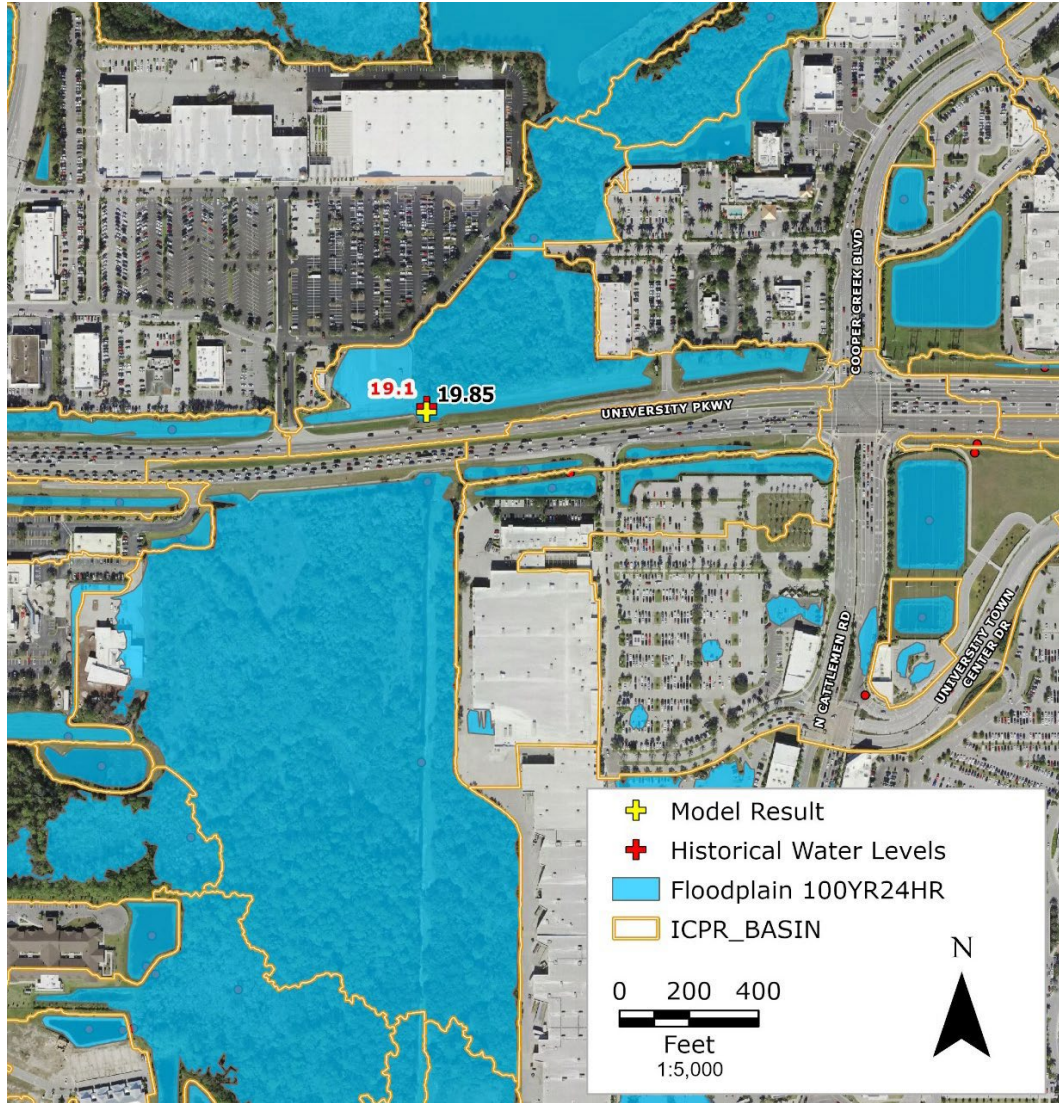 COOPER CREEK BLVD
19.1
19.85
UNIVERSITY PKWY
N CATTLEMEN RD
UNIVERSITY TOWN
CENTER DR
Model Result
Historical Water Levels
Floodplain 100YR24HR
ICPR_BASIN
N
0 200 400
Feet
1:5,000